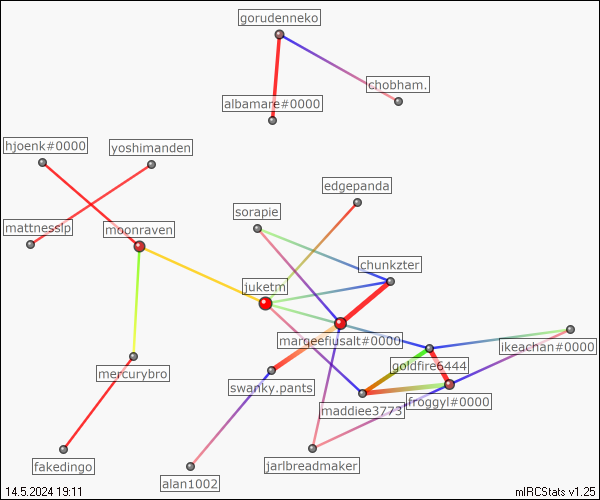 gorudenneko
chobham.
albamare#0000
hjoenk#0000
yoshimanden
edgepanda
sorapie
mattnesslp
moonraven
chunkzter
juketm
marqeefiusalt#0000
ikeachan#0000
goldfire6444
mercurybro
swanky.pants
maddiee3773
froggyl#0000
fakedingo
jarlbreadmaker
alan1002
14.5.2024 19:11
mIRCStats v1.25